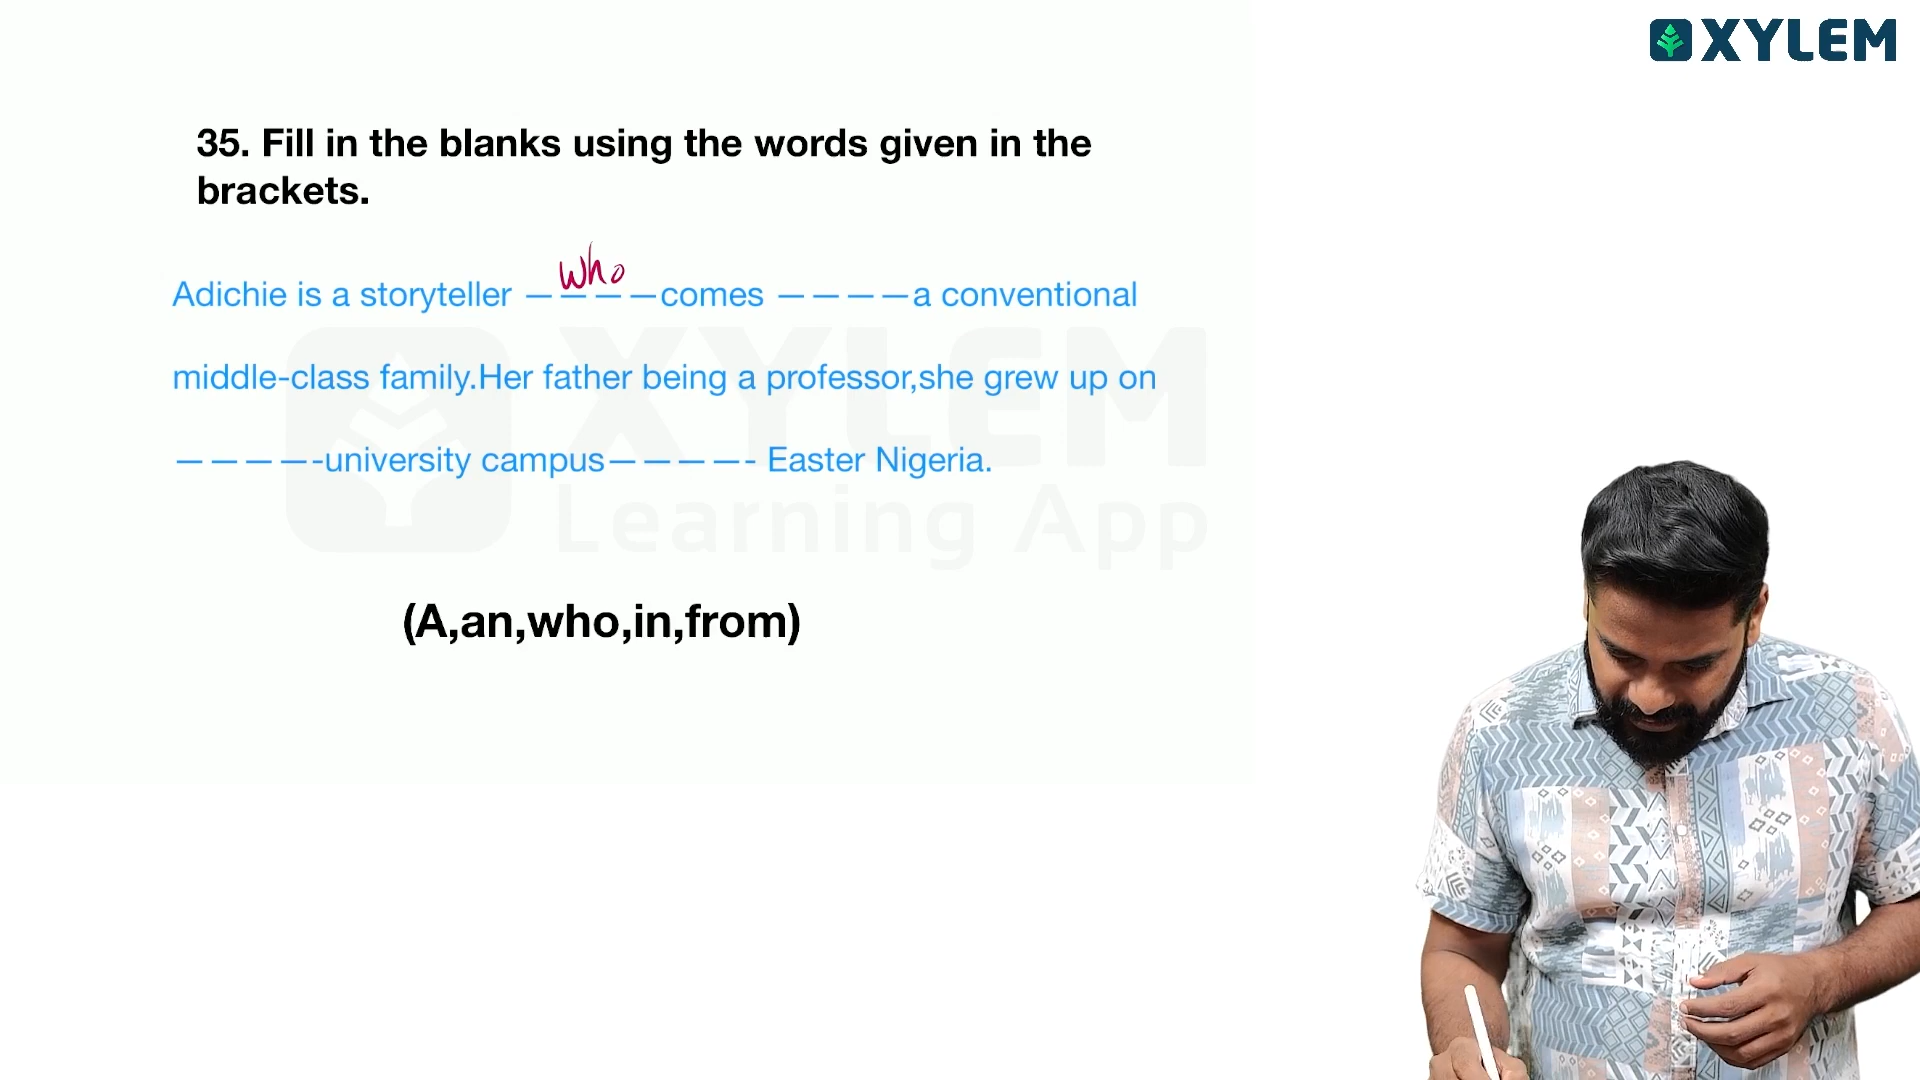 XYLEM
35. Fill in the blanks using the words given in the
brackets.
who
Adichie is a storyteller ————comes ————a conventional
middle-class family.Her father being a professor,she grew up on
————-university campus————- Easter Nigeria.
XYLEM
Learning App
(A,an,who,in,from)